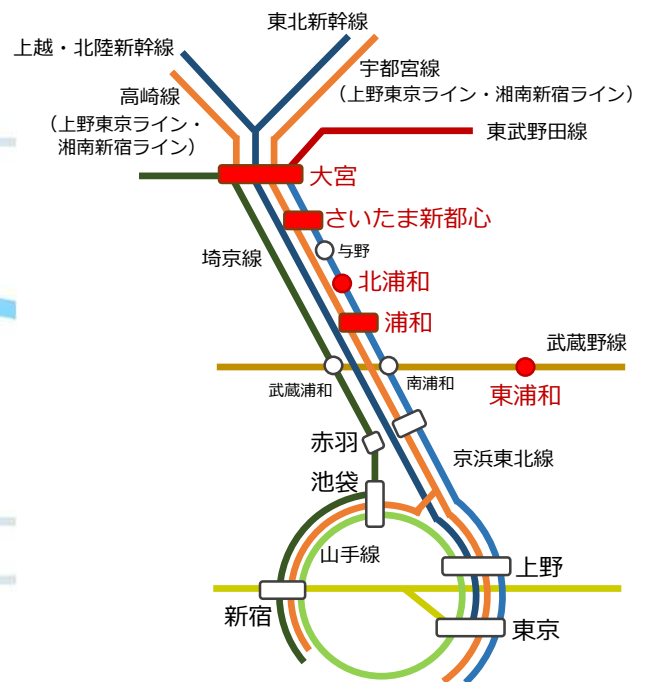 東北新幹線
上越・北陸新幹線
宇都宮線
（上野東京ライン・湘南新宿ライン）
高崎線
（上野東京ライン・
湘南新宿ライン）
東武野田線
大宮
さいたま新都心
与野
埼京線
北浦和
浦和
武蔵野線
武蔵浦和
南浦和
東浦和
赤羽
京浜東北線
池袋
山手線
上野
新宿
東京